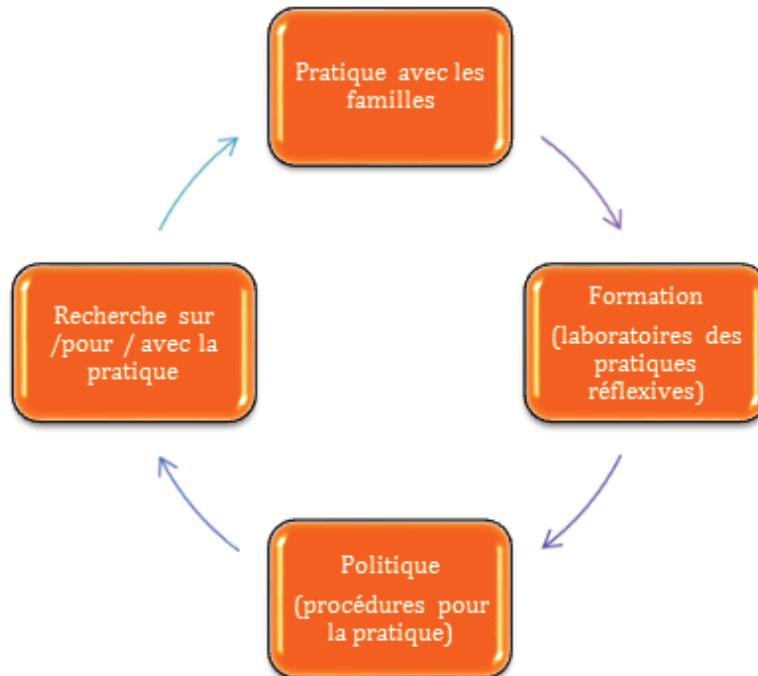 Pratique avec les
familles
Formation
(laboratoires des
pratiques
réflexives)
Politique
(procédures pour
la pratique)
Recherche sur
/pour / avec la
pratique